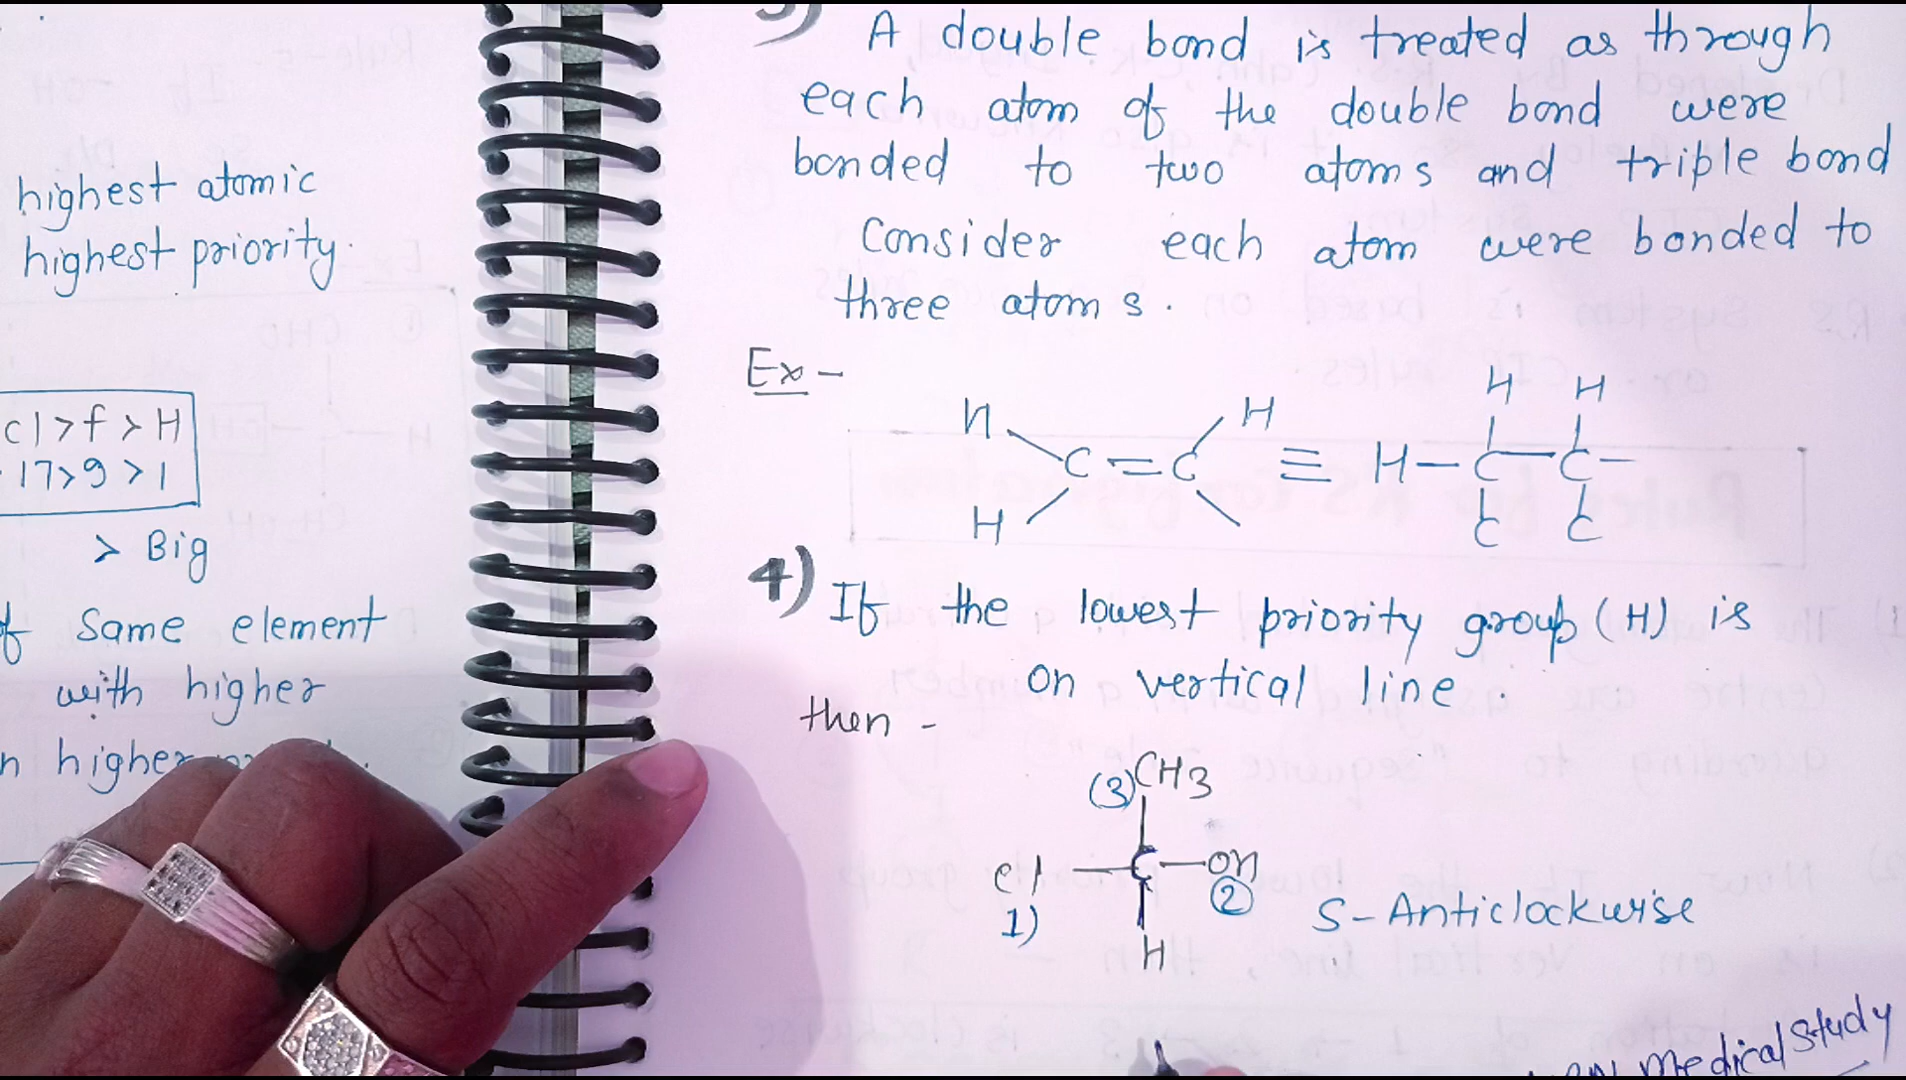 highest atomic
highest priority.
cl>f>H
17>9>1
> Big
of same element
with higher
higher
3)
A double bond is treated as through
each atom of the double bond were
bonded to two atoms and triple bond
Consider each atom were bonded to
three atoms.
Ex -
H H H H
C=C ≡ H-C-C-
H C C
4) If the lowest priority group (H) is
on vertical line.
then -
(3) CH3
cl -C- OH
1) (2) S-Anticlockwise
H
Medical Study